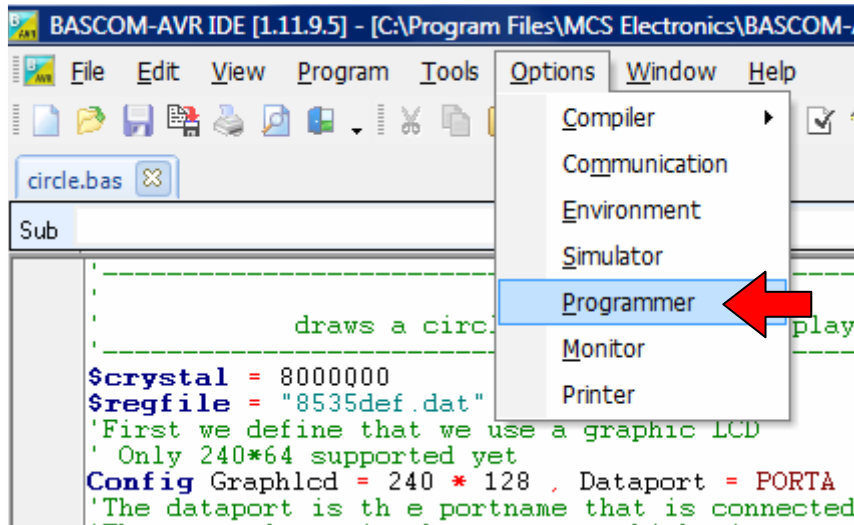 BASCOM-AVR IDE [1.11.9.5] - [C:\Program Files\MCS Electronics\BASCOM-
File Edit View Program Tools Options Window Help
Compiler
circle.bas
Communication
Environment
Sub
Simulator
'
Programmer
' draws a circ play
'
Monitor
$crystal = 8000000
Printer
$regfile = "8535def.dat"
'First we define that we use a graphic LCD
' Only 240*64 supported yet
Config Graphlcd = 240 * 128 , Dataport = PORTA
'The dataport is th e portname that is connected